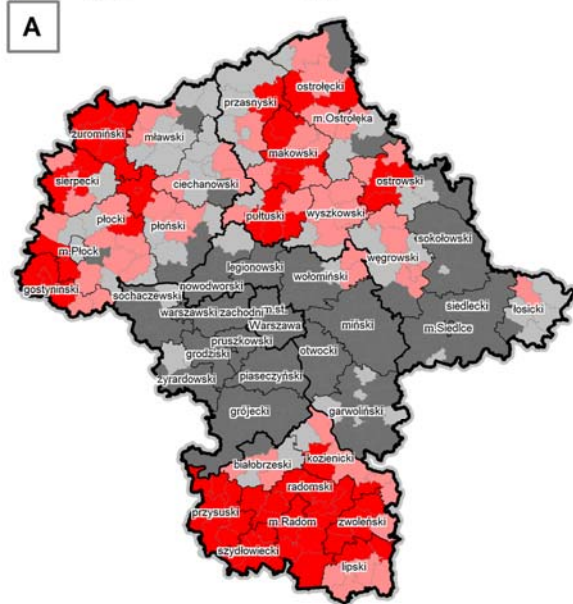 A
ostrołęcki
przasnyski
żuromiński
m.Ostrołęka
mławski
makowski
sierpecki
ciechanowski
ostrowski
płocki
płoński
pułtuski
wyszkowski
sokołowski
m.Płock
węgrowski
legionowski
wołomiński
gostyniński
nowodworski
sochaczewski
siedlecki
łosicki
warszawski zachodni
m.st.
Warszawa
miński
m.Siedlce
pruszkowski
grodziski
otwocki
żyrardowski
piaseczyński
grójecki
garwoliński
białobrzeski
kozienicki
radomski
przysuski
m.Radom
zwoleński
szydłowiecki
lipski